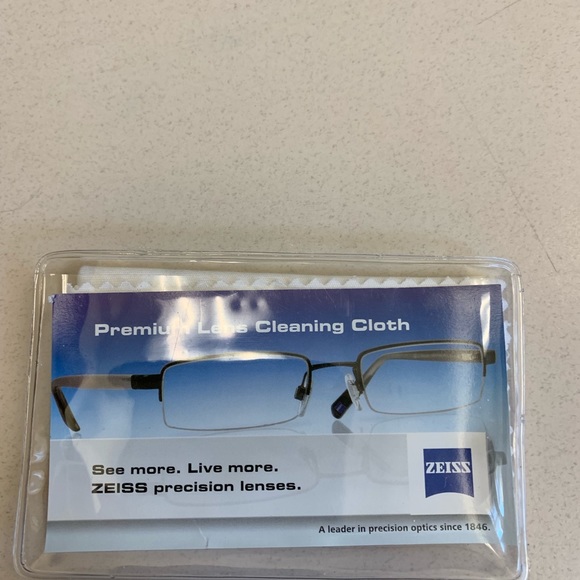 Premium Lens Cleaning Cloth
See more. Live more.
ZEISS precision lenses.
ZEISS
A leader in precision optics since 1846.